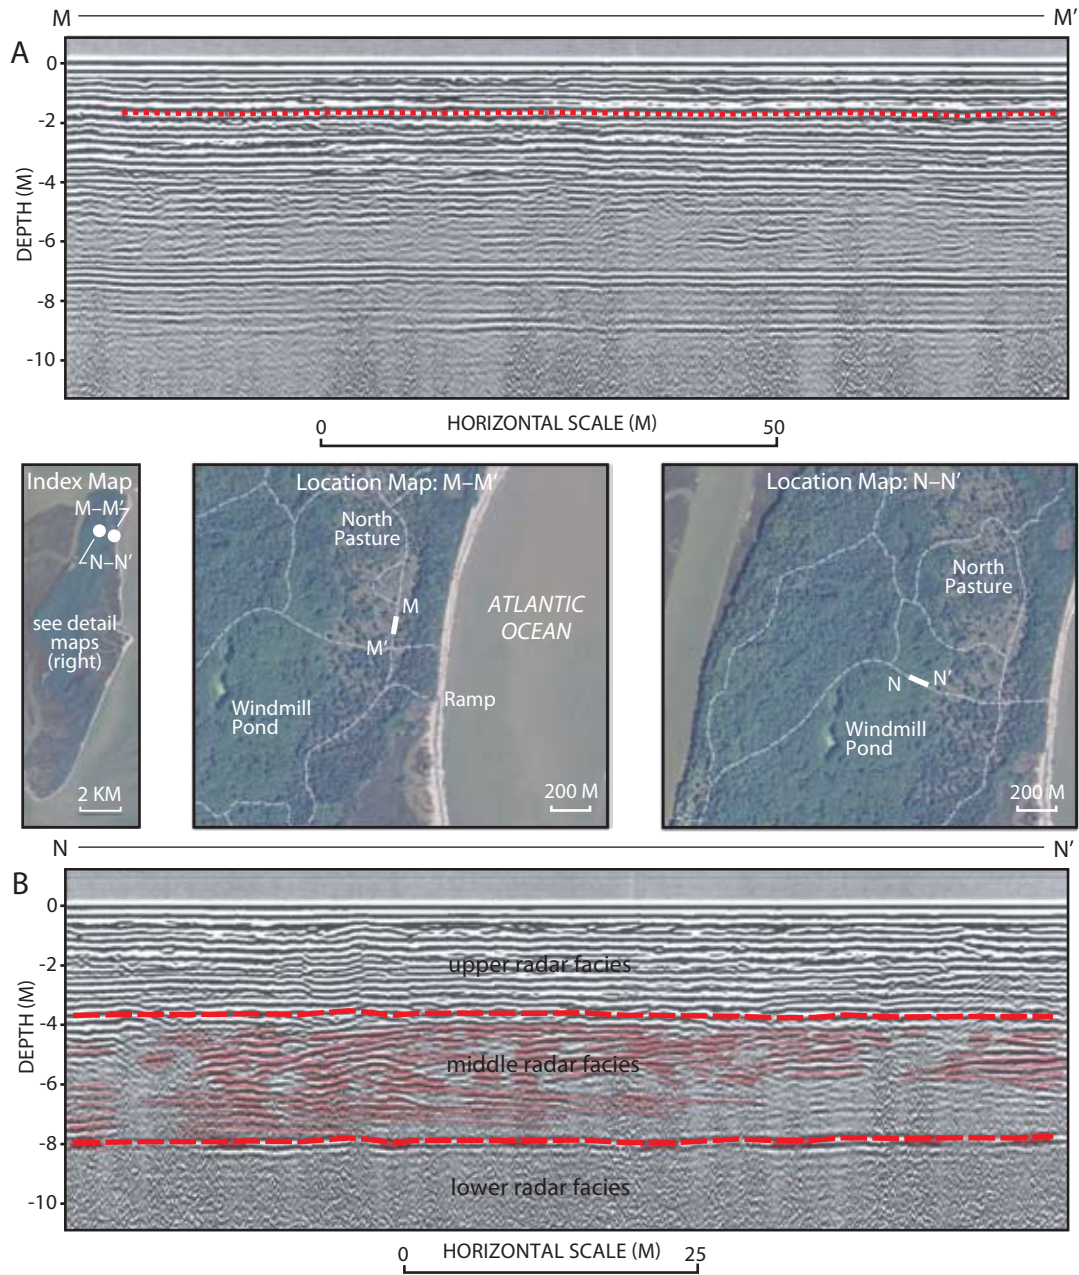 M M’
A
0
-2
-4
-6
-8
-10
DEPTH (M)
0 HORIZONTAL SCALE (M) 50
Index Map
M–M’
N–N’
see detail
maps
(right)
2 KM
Location Map: M–M’
North
Pasture
M
M’
ATLANTIC
OCEAN
Ramp
Windmill
Pond
200 M
Location Map: N–N’
North
Pasture
N N’
Windmill
Pond
200 M
N N’
B
0
-2
-4
-6
-8
-10
DEPTH (M)
upper radar facies
middle radar facies
lower radar facies
0 HORIZONTAL SCALE (M) 25